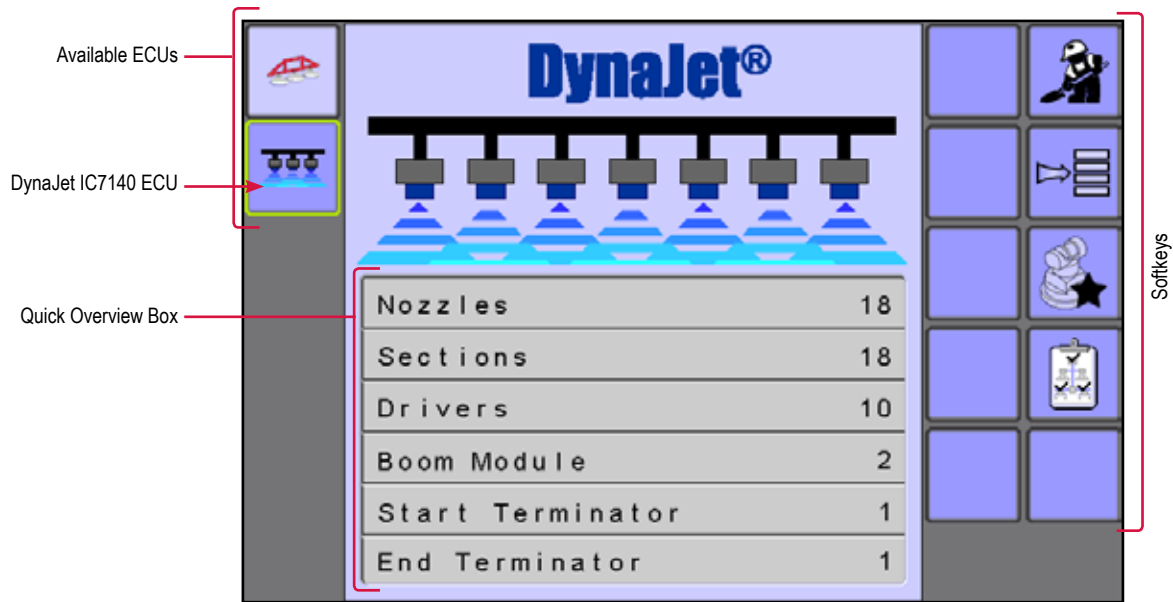 Available ECUs
DynaJet IC7140 ECU
Quick Overview Box
DynaJet®
Nozzles 18
Sections 18
Drivers 10
Boom Module 2
Start Terminator 1
End Terminator 1
Softkeys